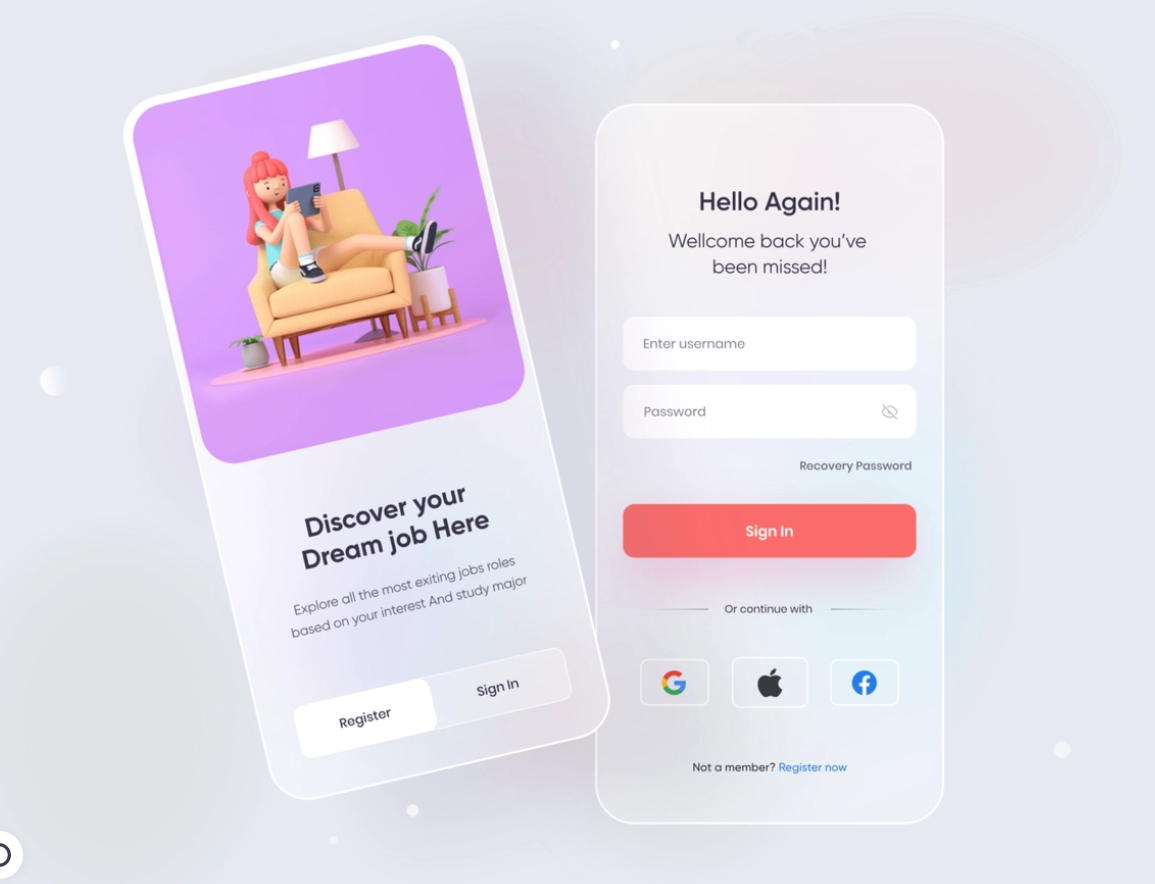 Discover your
Dream job Here
Explore all the most exiting jobs roles
based on your interest And study major
Register
Sign In
Hello Again!
Wellcome back you’ve
been missed!
Enter username
Password
Recovery Password
Sign In
Or continue with
Not a member? Register now